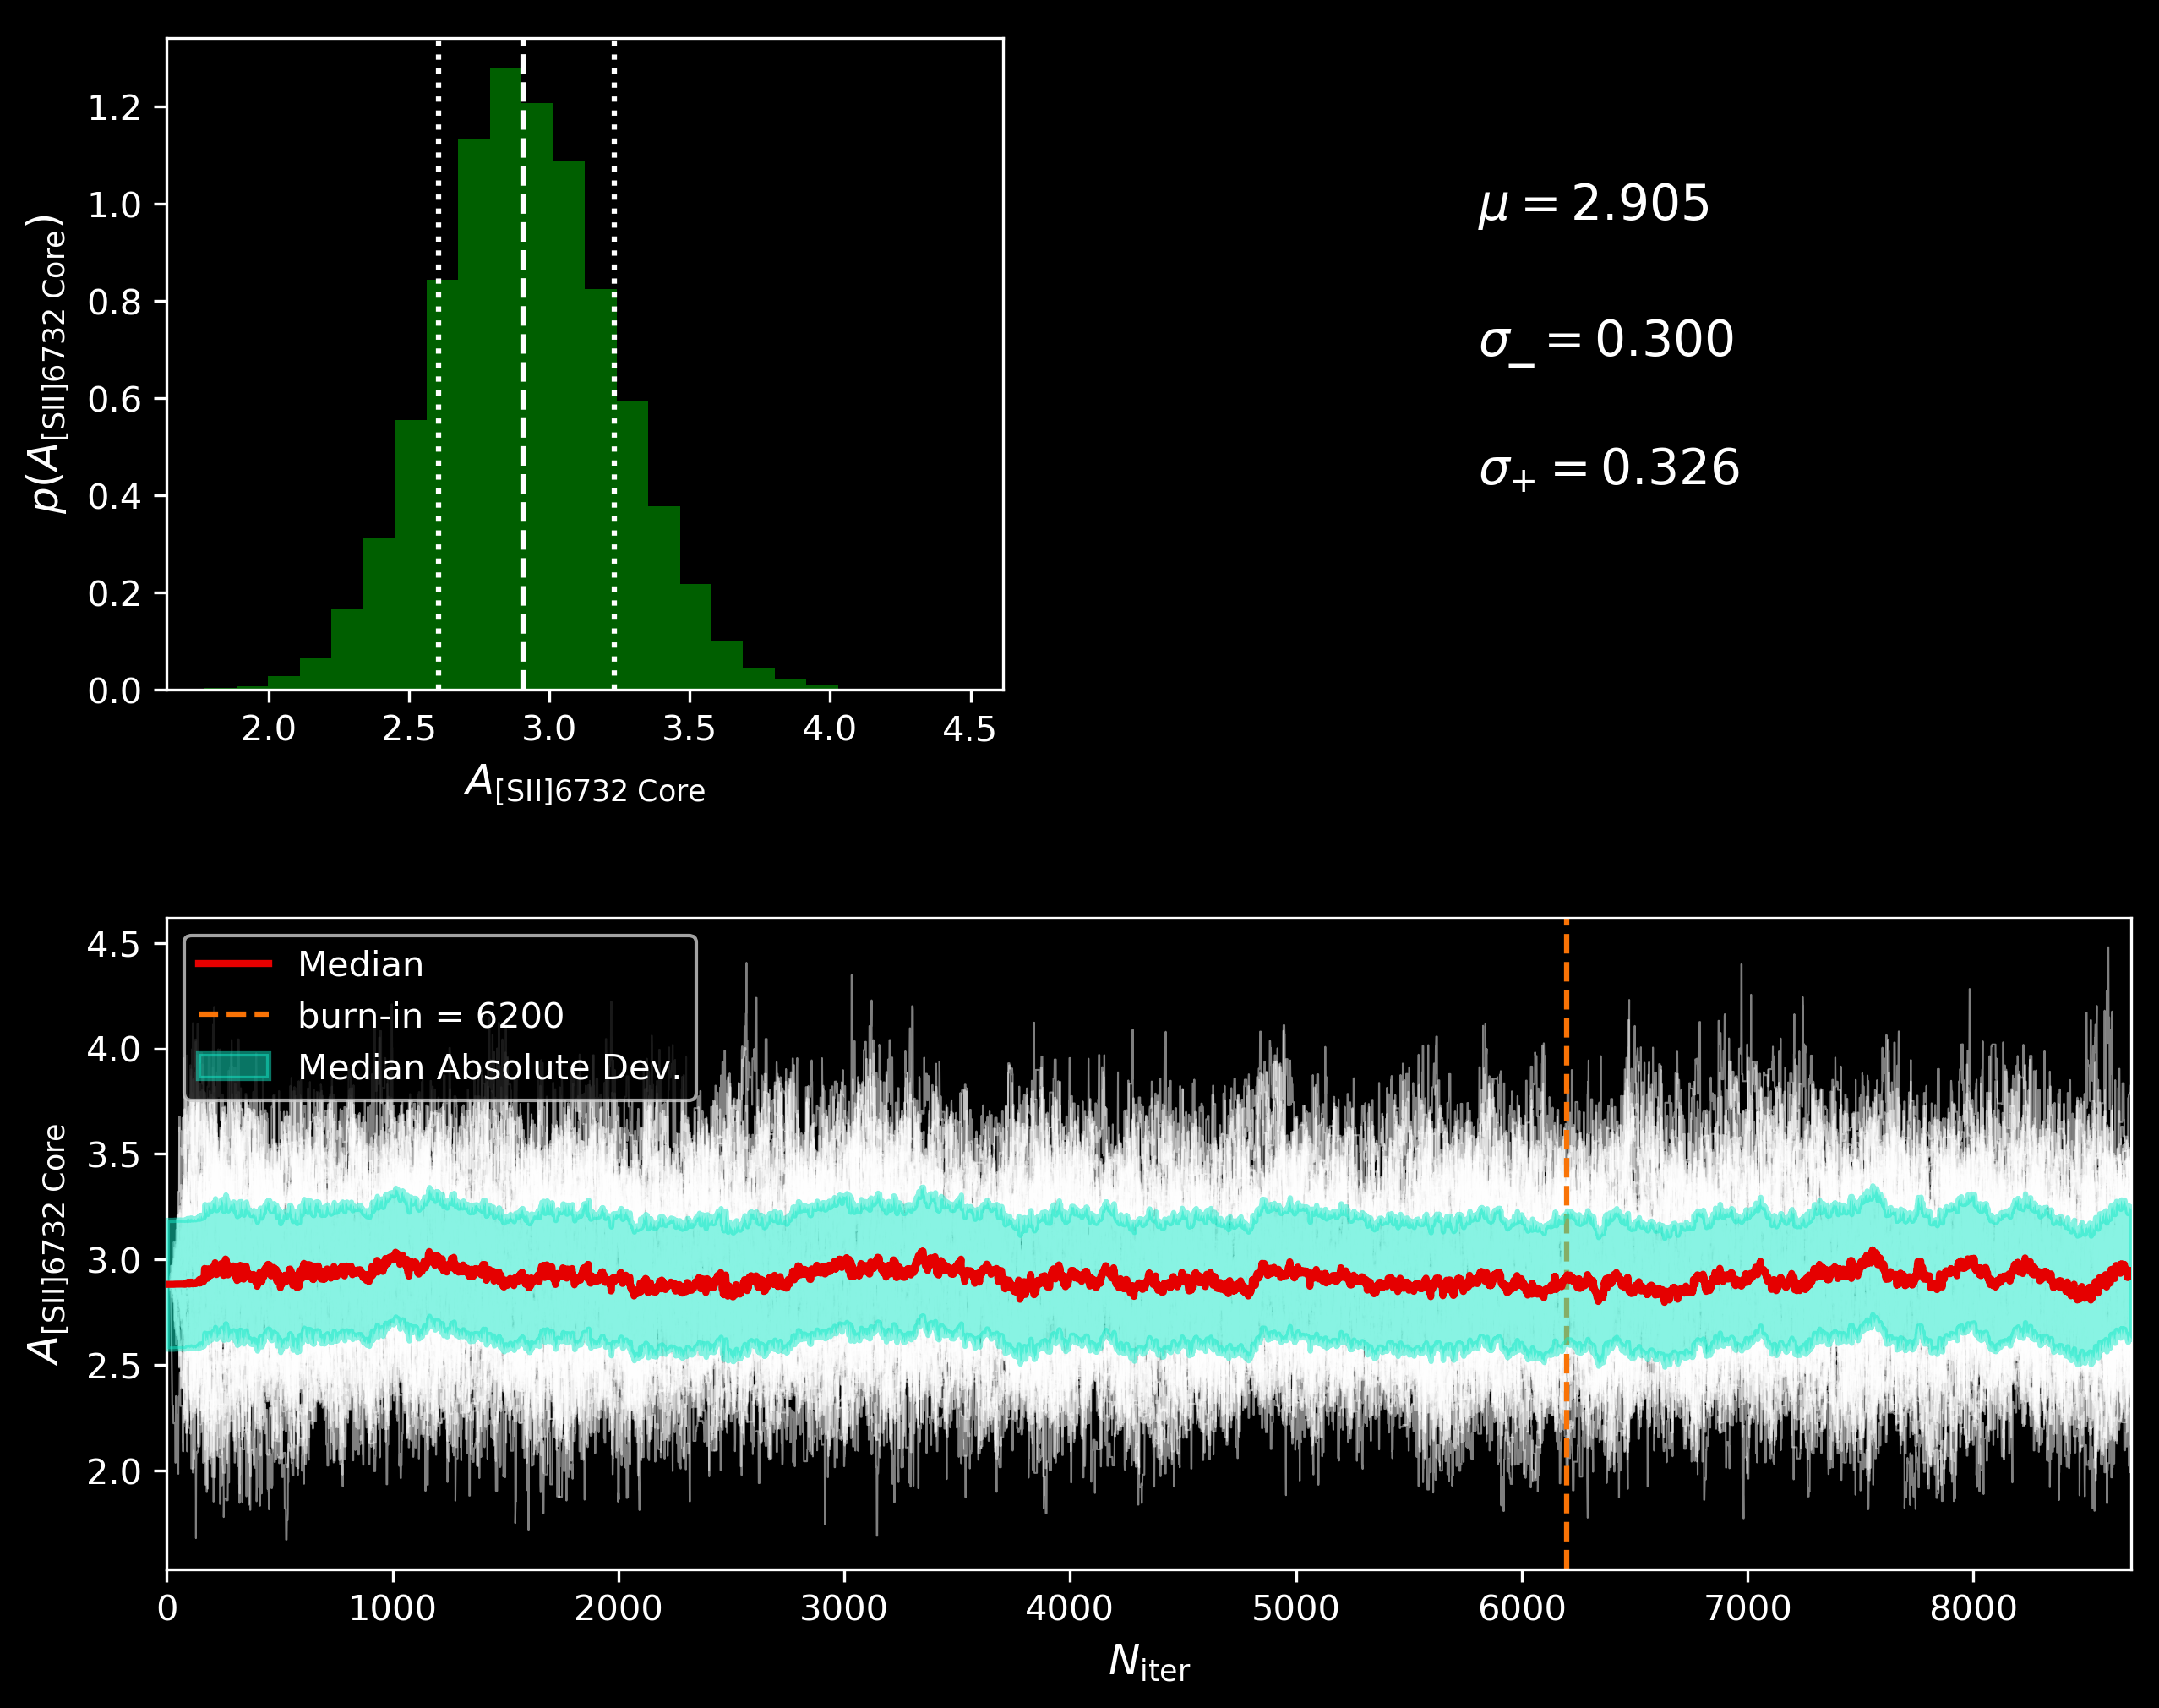 1.2
1.0
0.8
0.6
0.4
0.2
0.0
p(A[SII]6732 Core)
2.0 2.5 3.0 3.5 4.0 4.5
A[SII]6732 Core
μ = 2.905
σ− = 0.300
σ+ = 0.326
4.5
4.0
3.5
3.0
2.5
2.0
A[SII]6732 Core
Median
burn-in = 6200
Median Absolute Dev.
0 1000 2000 3000 4000 5000 6000 7000 8000
Niter